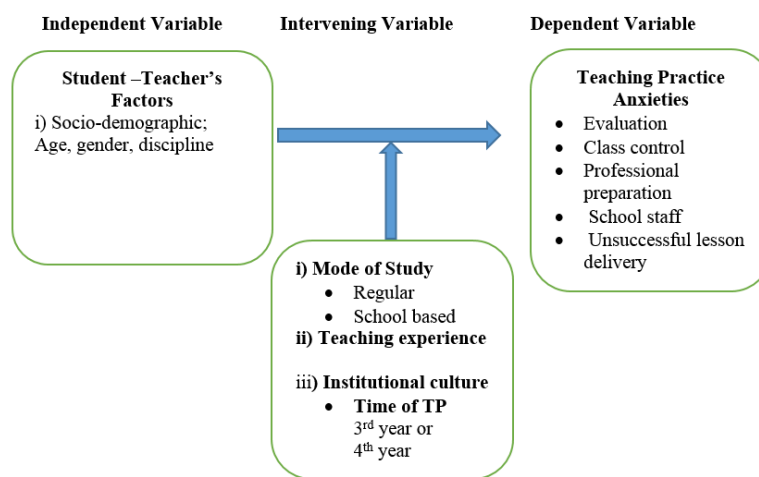 Independent Variable
Intervening Variable
Dependent Variable
Student –Teacher's
Factors
i) Socio-demographic;
Age, gender, discipline
Teaching Practice
Anxieties
• Evaluation
• Class control
• Professional
preparation
• School staff
• Unsuccessful lesson
delivery
i) Mode of Study
• Regular
• School based
ii) Teaching experience
iii) Institutional culture
• Time of TP
3rd year or
4th year